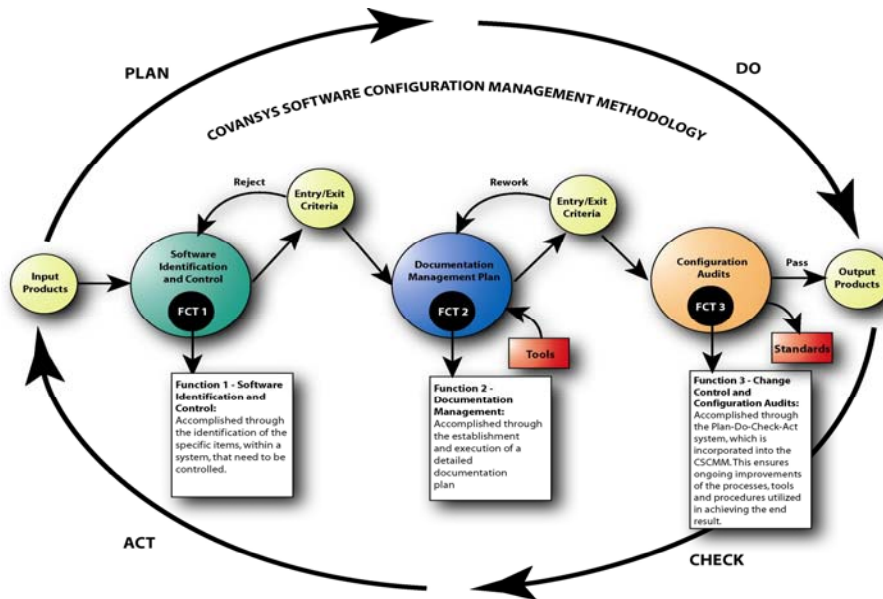 PLAN
DO
COVANSYS SOFTWARE CONFIGURATION MANAGEMENT METHODOLOGY
Reject
Entry/Exit
Criteria
Rework
Entry/Exit
Criteria
Input
Products
Software
Identification
and Control
FCT 1
Documentation
Management Plan
FCT 2
Tools
Configuration
Audits
FCT 3
Pass
Output
Products
Standards
Function 1 - Software
Identification and
Control:
Accomplished through
the identification of the
specific items, within a
system, that need to be
controlled.
Function 2 -
Documentation
Management:
Accomplished through
the establishment
and execution of a
detailed
documentation
plan
Function 3 - Change
Control and
Configuration Audits:
Accomplished through
the Plan-Do-Check-Act
system, which is
incorporated into the
CSCMM. This ensures
ongoing improvements
of the processes, tools
and procedures utilized
in achieving the end
result.
ACT
CHECK